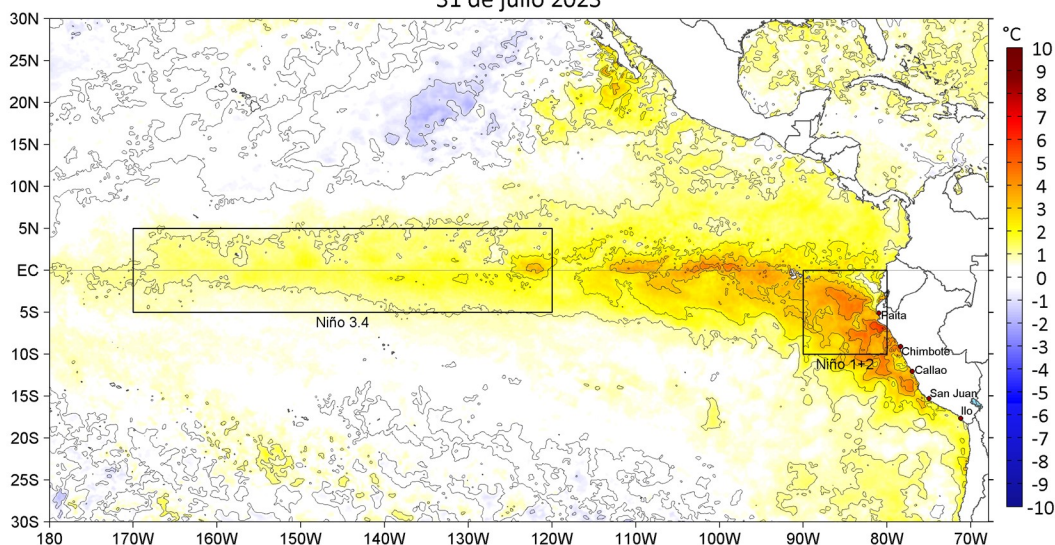 31 de julio 2023
°C
30N
25N
20N
15N
10N
5N
EC
5S
10S
15S
20S
25S
30S
180
170W
160W
150W
140W
130W
120W
110W
100W
90W
80W
70W
Niño 3.4
Niño 1+2
Paita
Chimbote
Callao
San Juan
Ilo
10
9
8
7
6
5
4
3
2
1
0
-1
-2
-3
-4
-5
-6
-7
-8
-9
-10